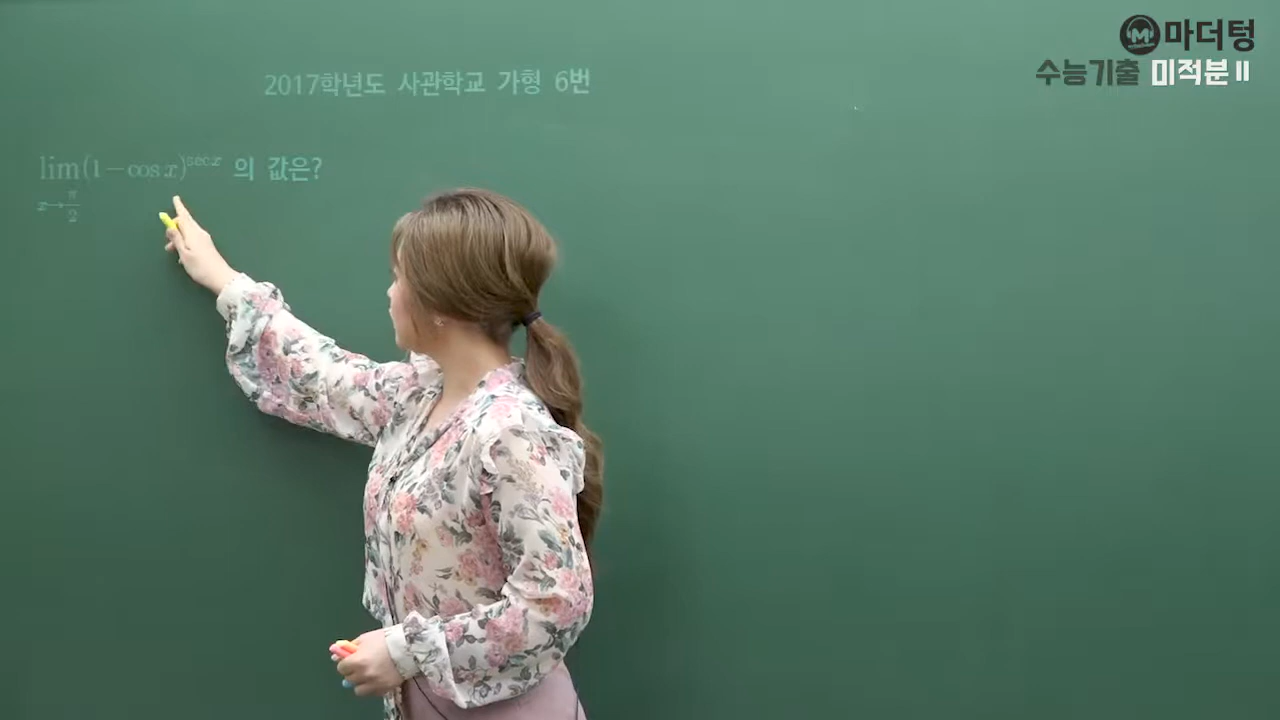 마더텅
수능기출 미적분 II
2017학년도 사관학교 가형 6번
lim(1-cos x)^{sec x} 의 값은?
x→π/2